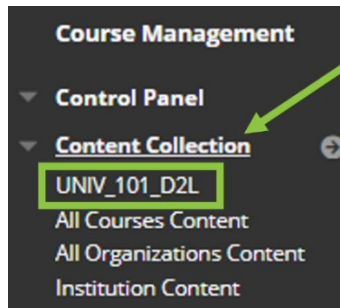 Course Management
Control Panel
Content Collection
UNIV_101_D2L
All Courses Content
All Organizations Content
Institution Content